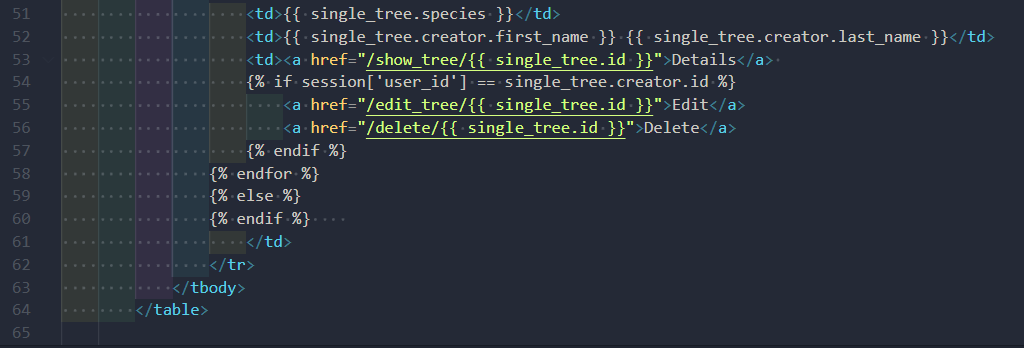 51 <td>{{ single_tree.species }}</td>
52 <td>{{ single_tree.creator.first_name }} {{ single_tree.creator.last_name }}</td>
53 <td><a href="/show_tree/{{ single_tree.id }}">Details</a>
54 {% if session['user_id'] == single_tree.creator.id %}
55 <a href="/edit_tree/{{ single_tree.id }}">Edit</a>
56 <a href="/delete/{{ single_tree.id }}">Delete</a>
57 {% endif %}
58 {% endfor %}
59 {% else %}
60 {% endif %}
61 </td>
62 </tr>
63 </tbody>
64 </table>
65